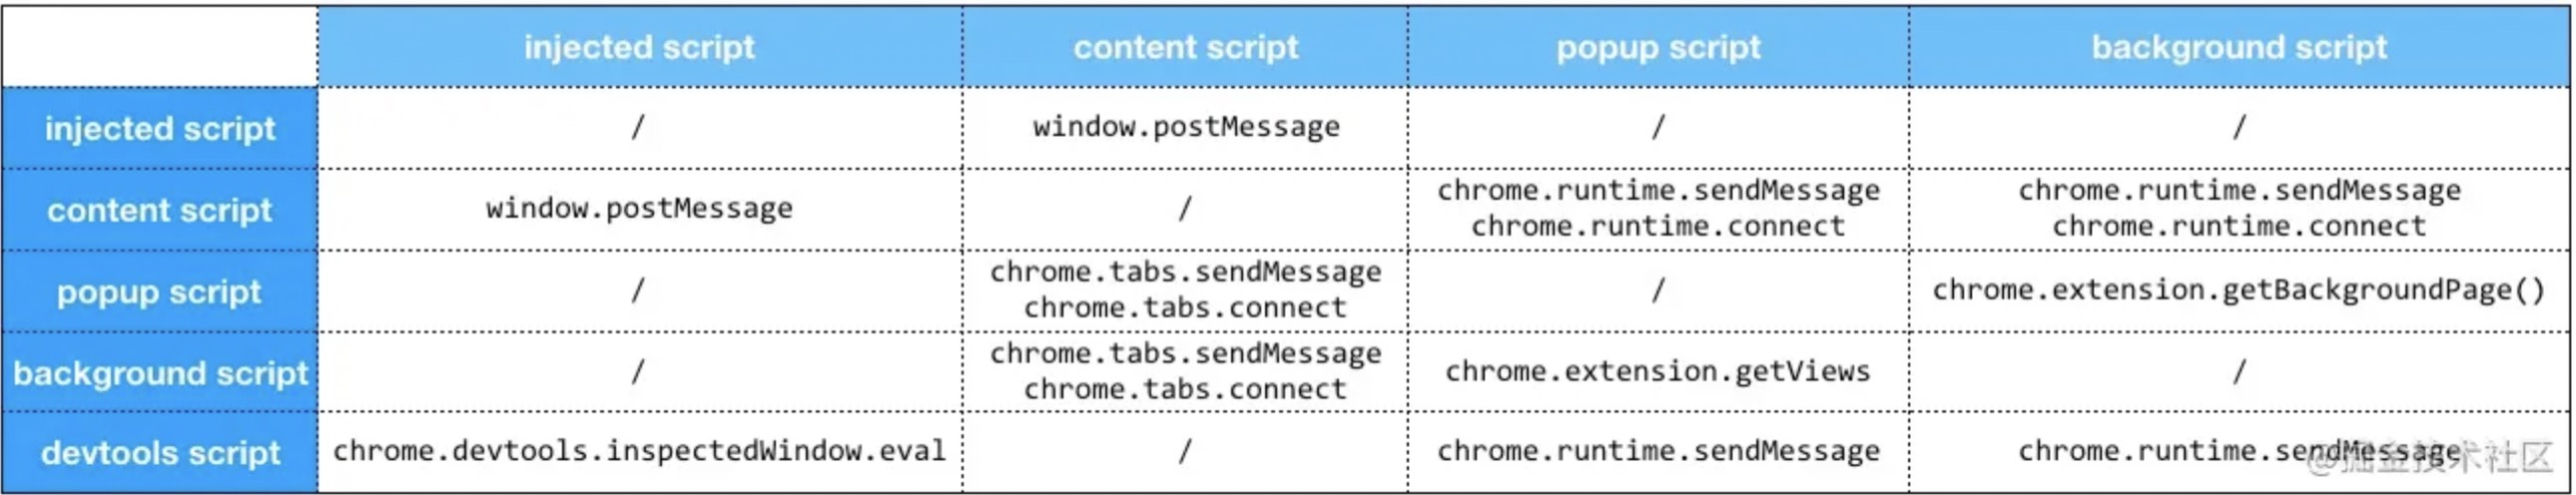 injected script content script popup script background script
injected script / window.postMessage / /
content script window.postMessage / chrome.runtime.sendMessage chrome.runtime.sendMessage
chrome.runtime.connect chrome.runtime.connect
popup script / chrome.tabs.sendMessage / chrome.extension.getBackgroundPage()
chrome.tabs.connect
background script / chrome.tabs.sendMessage chrome.extension.getViews /
chrome.tabs.connect
devtools script chrome.devtools.inspectedWindow.eval / chrome.runtime.sendMessage chrome.runtime.sendMessage
@掘金技术社区